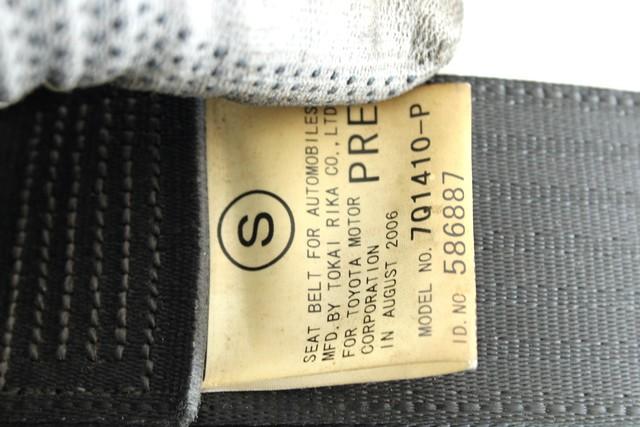 S
SEAT BELT FOR AUTOMOBILES
MFD.BY TOKAI RIKA CO.,LTD
FOR TOYOTA MOTOR
CORPORATION
PRE
IN AUGUST 2006
MODEL NO. 7Q1410-P
ID.NO 586887